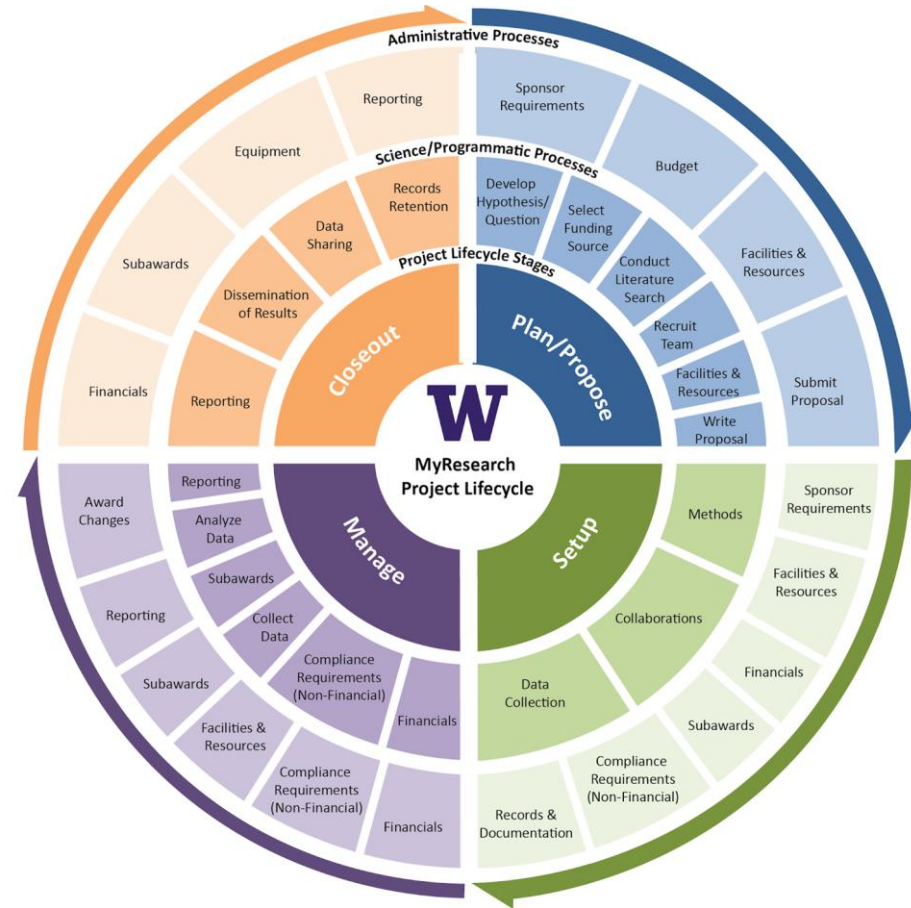 Administrative Processes
Reporting
Equipment
Subawards
Financials
Sponsor
Requirements
Budget
Facilities &
Resources
Submit
Proposal
Science/Programmatic Processes
Records
Retention
Data
Sharing
Dissemination
of Results
Reporting
Develop
Hypothesis/
Question
Select
Funding
Source
Conduct
Literature
Search
Recruit
Team
Facilities &
Resources
Write
Proposal
Project Lifecycle Stages
Closeout
Plan/Propose
W
MyResearch
Project Lifecycle
Manage
Setup
Reporting
Analyze
Data
Subawards
Collect
Data
Compliance
Requirements
(Non-Financial)
Financials
Methods
Collaborations
Data
Collection
Award
Changes
Reporting
Subawards
Facilities &
Resources
Compliance
Requirements
(Non-Financial)
Financials
Sponsor
Requirements
Facilities &
Resources
Financials
Subawards
Compliance
Requirements
(Non-Financial)
Records &
Documentation